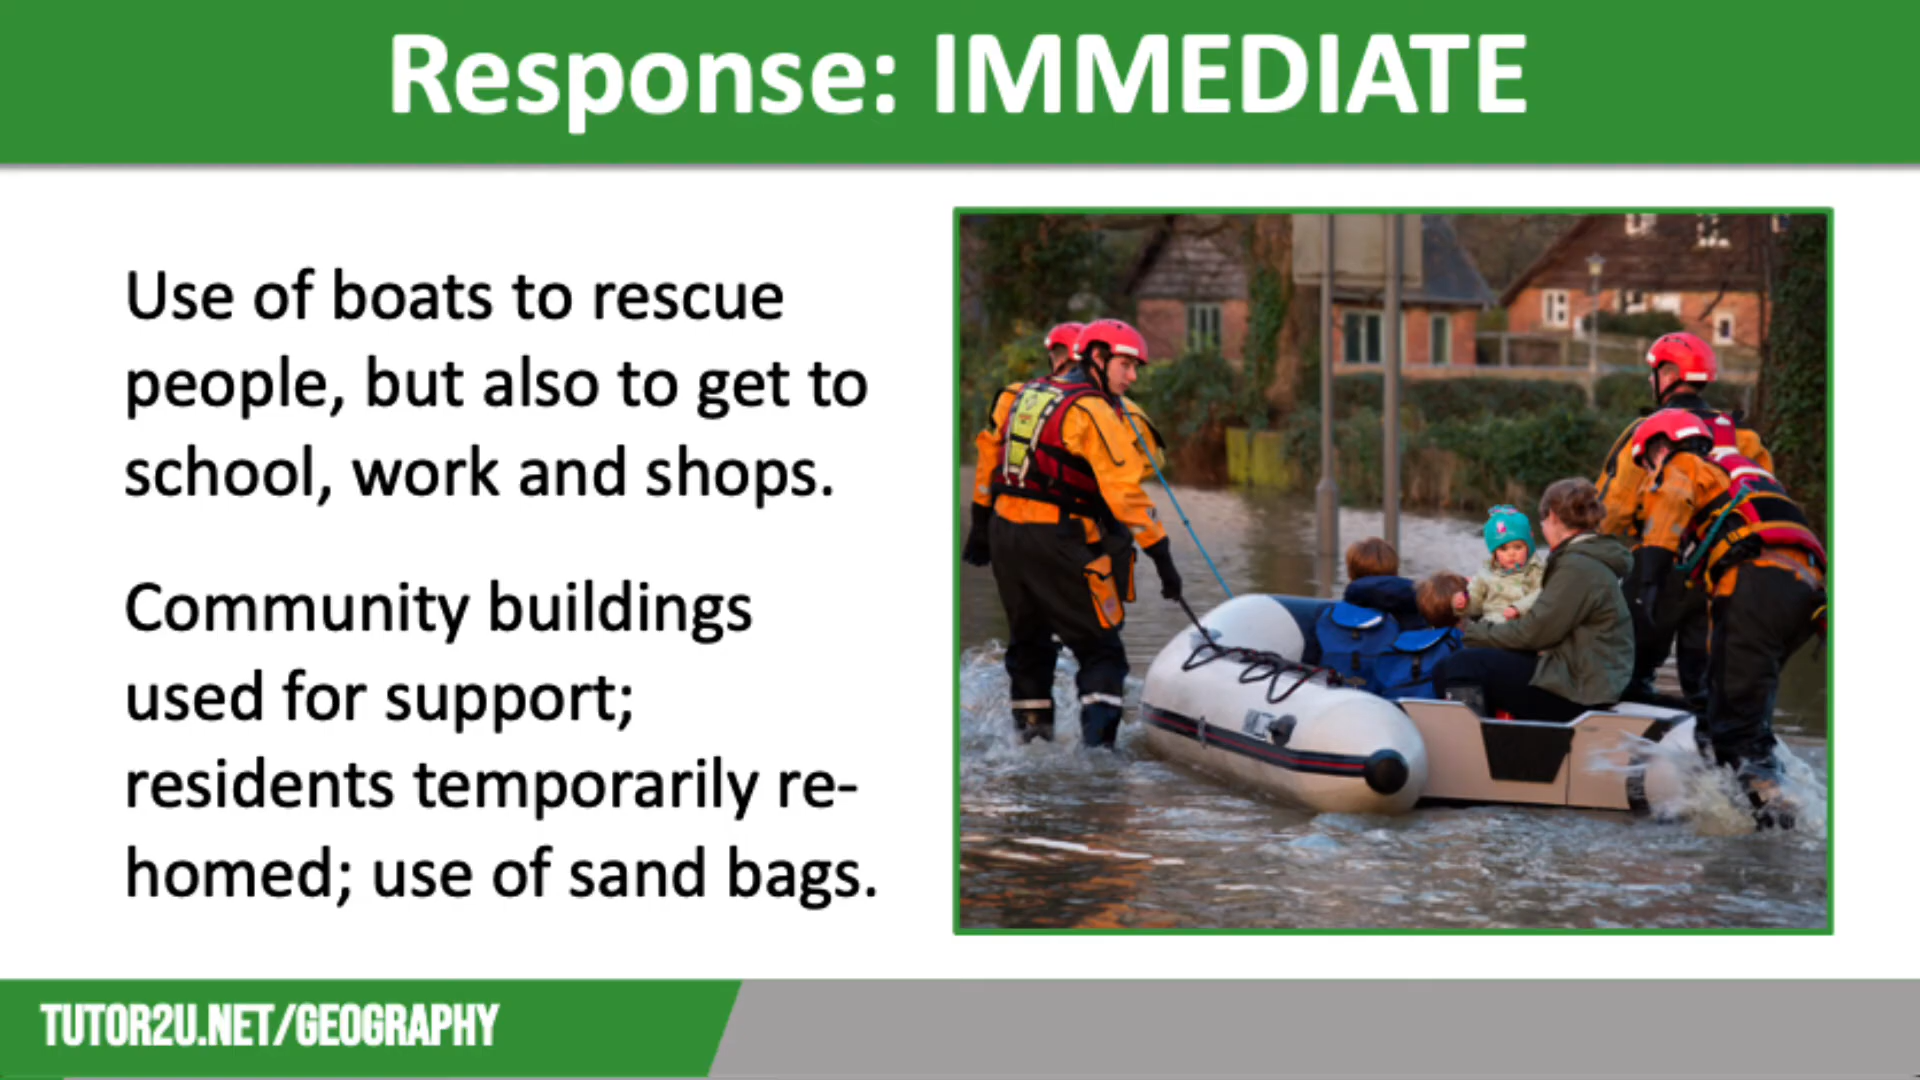 Response: IMMEDIATE
Use of boats to rescue
people, but also to get to
school, work and shops.
Community buildings
used for support;
residents temporarily re-
homed; use of sand bags.
TUTOR2U.NET/GEOGRAPHY